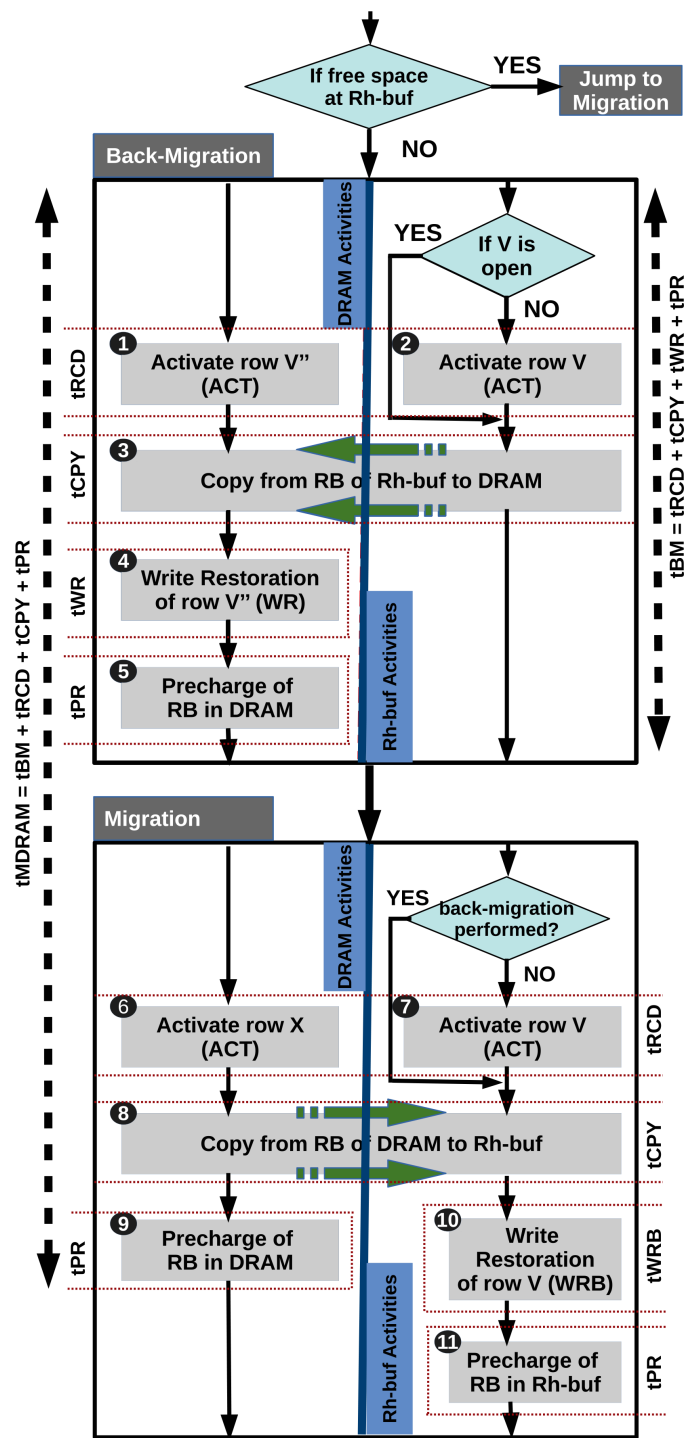 If free space
at Rh-buf
YES
Jump to
Migration
NO
Back-Migration
DRAM Activities
YES
If V is
open
NO
tRCD
1
Activate row V”
(ACT)
2
Activate row V
(ACT)
tCPY
3
Copy from RB of Rh-buf to DRAM
tWR
4
Write Restoration
of row V” (WR)
tPR
5
Precharge of
RB in DRAM
Rh-buf Activities
tBM = tRCD + tCPY + tWR + tPR
tMDRAM = tBM + tRCD + tCPY + tPR
Migration
DRAM Activities
YES
back-migration
performed?
NO
6
Activate row X
(ACT)
7
Activate row V
(ACT)
tRCD
8
Copy from RB of DRAM to Rh-buf
tCPY
tPR
9
Precharge of
RB in DRAM
10
Write
Restoration
of row V (WRB)
tWRB
Rh-buf Activities
11
Precharge of
RB in Rh-buf
tPR